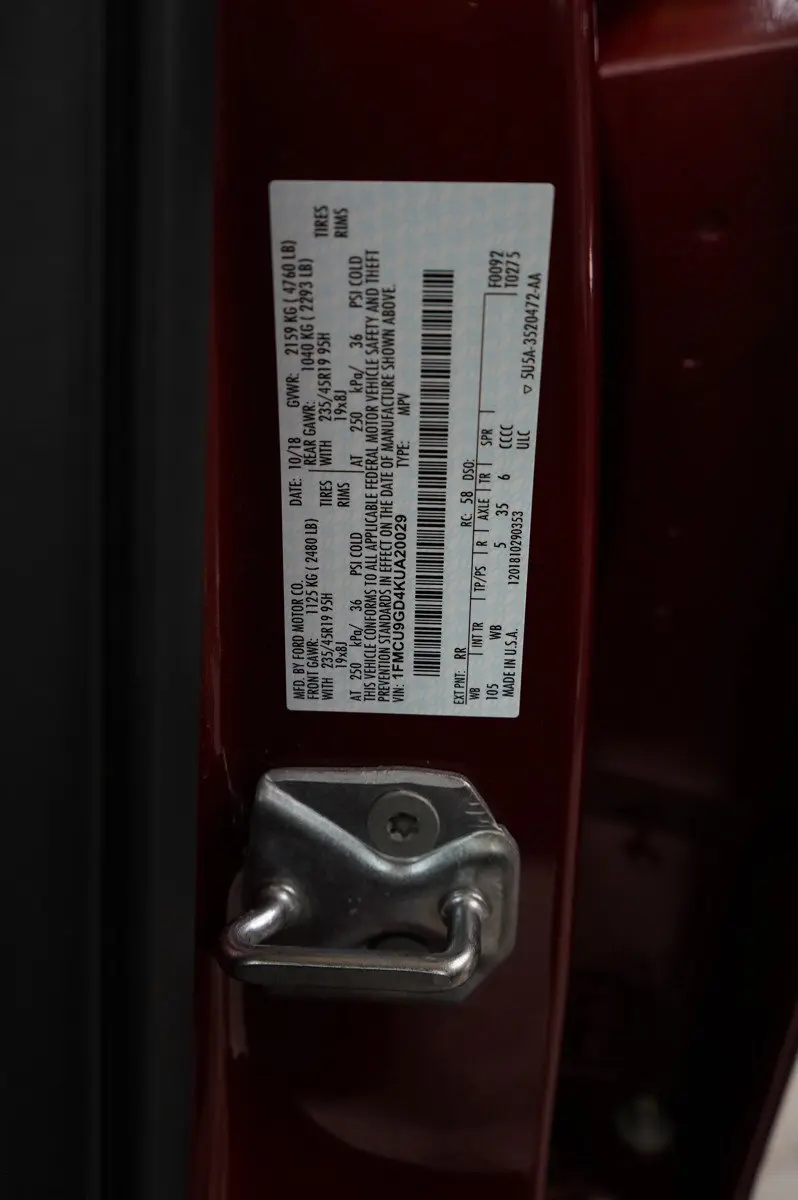 MFD. BY FORD MOTOR CO. DATE: 10/18 GVWR: 2159 KG ( 4760 LB)
FRONT GAWR: 1125 KG ( 2480 LB) REAR GAWR: 1040 KG ( 2293 LB)
WITH 235/45R19 95H TIRES WITH 235/45R19 95H TIRES
19x8J RIMS 19x8J RIMS
AT 250 kPa/ 36 PSI COLD AT 250 kPa/ 36 PSI COLD
THIS VEHICLE CONFORMS TO ALL APPLICABLE FEDERAL MOTOR VEHICLE SAFETY AND THEFT
PREVENTION STANDARDS IN EFFECT ON THE DATE OF MANUFACTURE SHOWN ABOVE.
VIN: 1FMCU9GD4KUA20029 TYPE: MPV
EXT PNT: RR RC: 58 DSO: F0092
WB INT TR TP/PS R AXLE TR SPR T0275
105 WB 5 35 6 CCCC
MADE IN U.S.A. 1201810290353 ULC ▽ 5U5A-3520472-AA